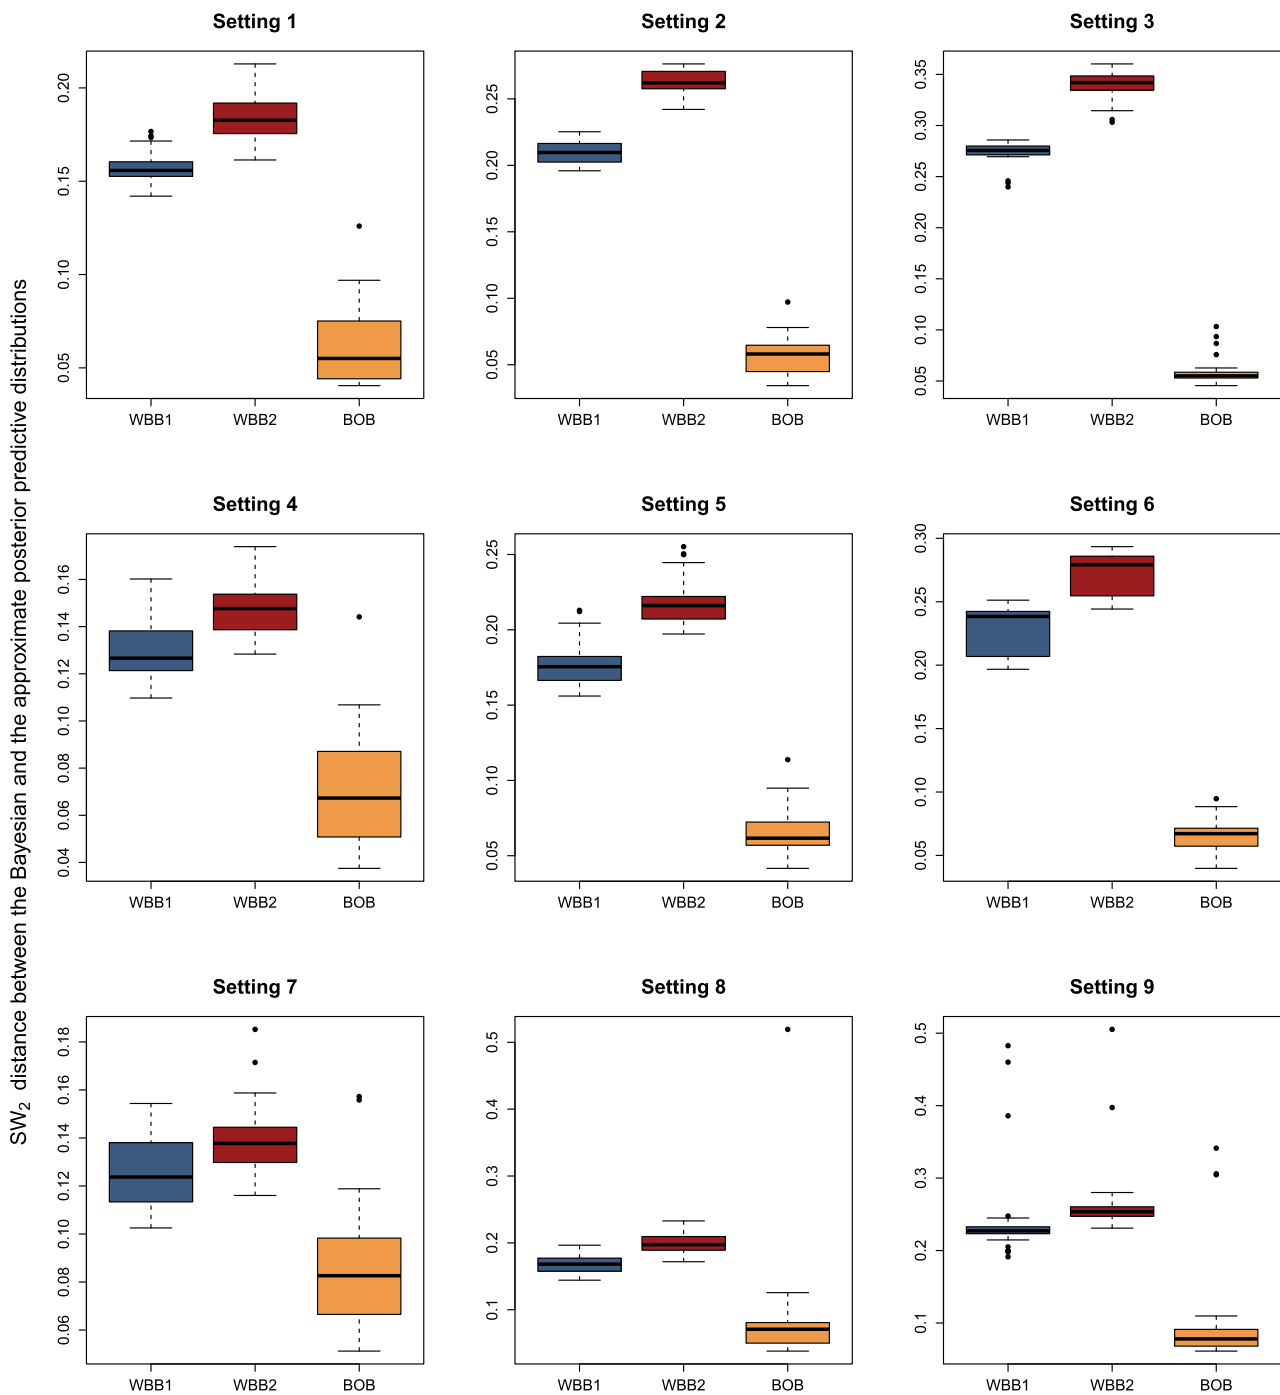 SW2 distance between the Bayesian and the approximate posterior predictive distributions
Setting 1
0.20
0.15
0.10
0.05
WBB1 WBB2 BOB
Setting 2
0.25
0.20
0.15
0.10
0.05
WBB1 WBB2 BOB
Setting 3
0.35
0.30
0.25
0.20
0.15
0.10
0.05
WBB1 WBB2 BOB
Setting 4
0.16
0.14
0.12
0.10
0.08
0.06
0.04
WBB1 WBB2 BOB
Setting 5
0.25
0.20
0.15
0.10
0.05
WBB1 WBB2 BOB
Setting 6
0.30
0.25
0.20
0.15
0.10
0.05
WBB1 WBB2 BOB
Setting 7
0.18
0.16
0.14
0.12
0.10
0.08
0.06
WBB1 WBB2 BOB
Setting 8
0.5
0.4
0.3
0.2
0.1
WBB1 WBB2 BOB
Setting 9
0.5
0.4
0.3
0.2
0.1
WBB1 WBB2 BOB